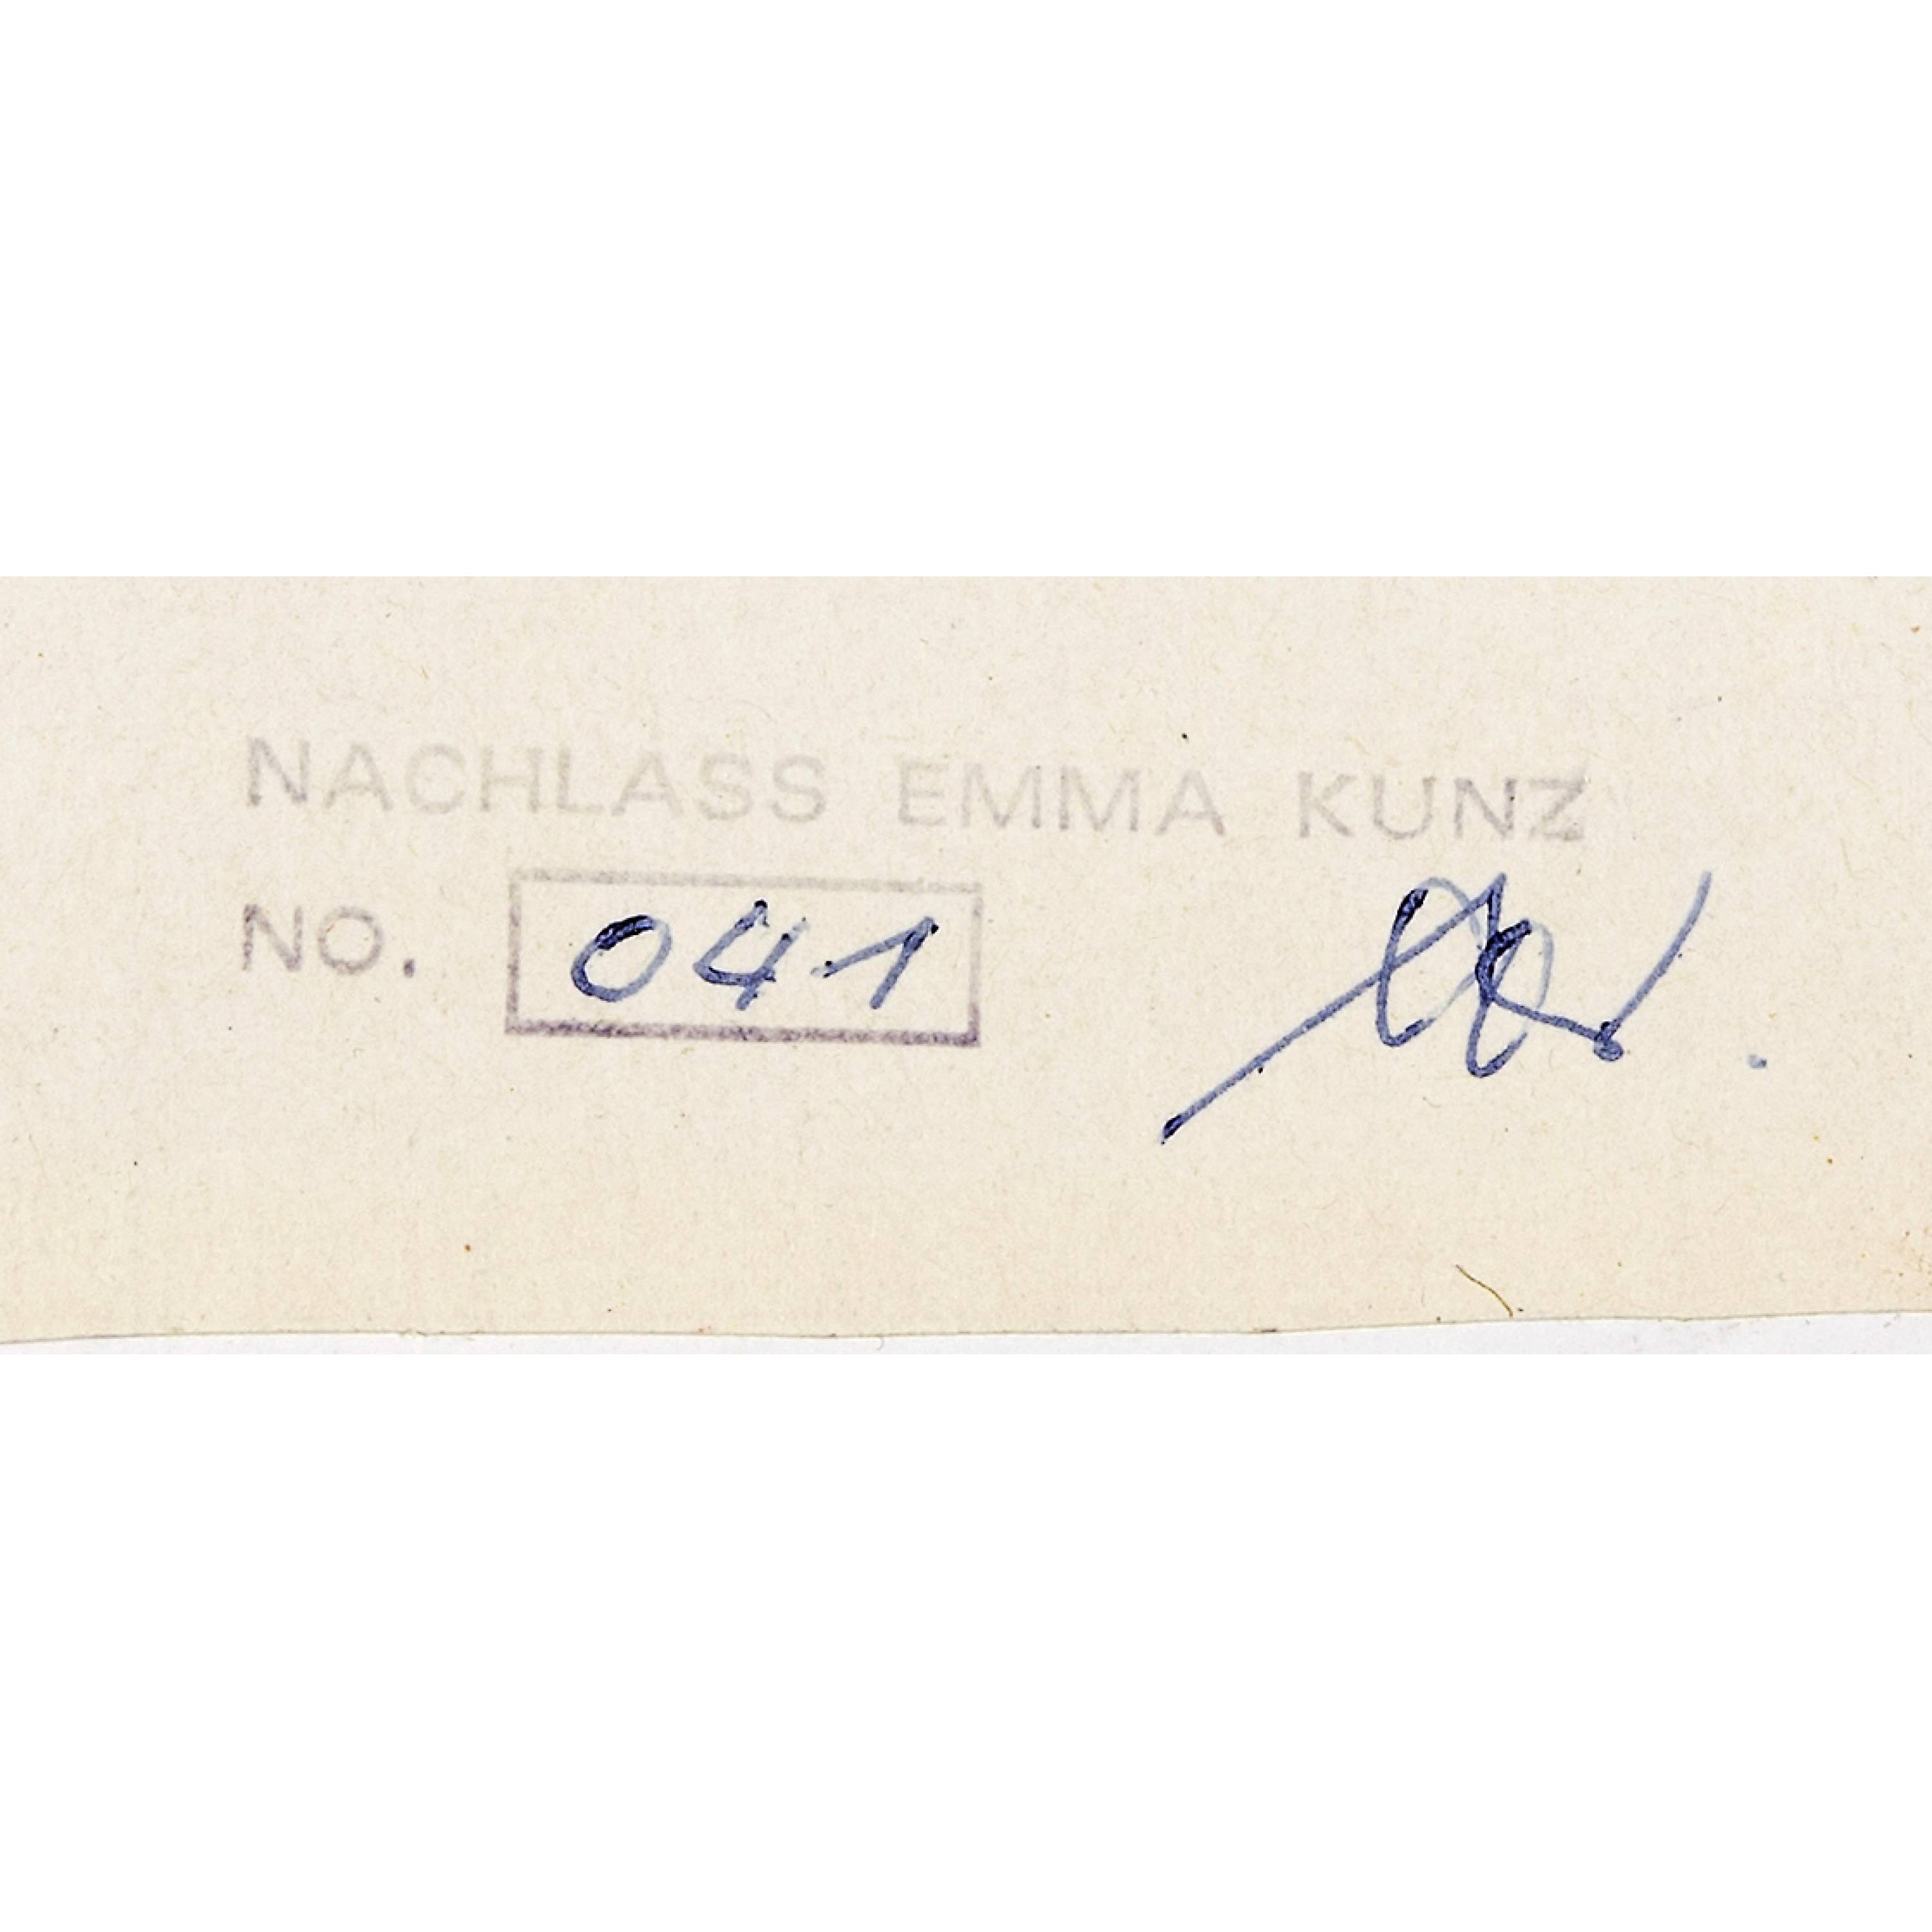 NACHLASS EMMA KUNZ
NO. 041